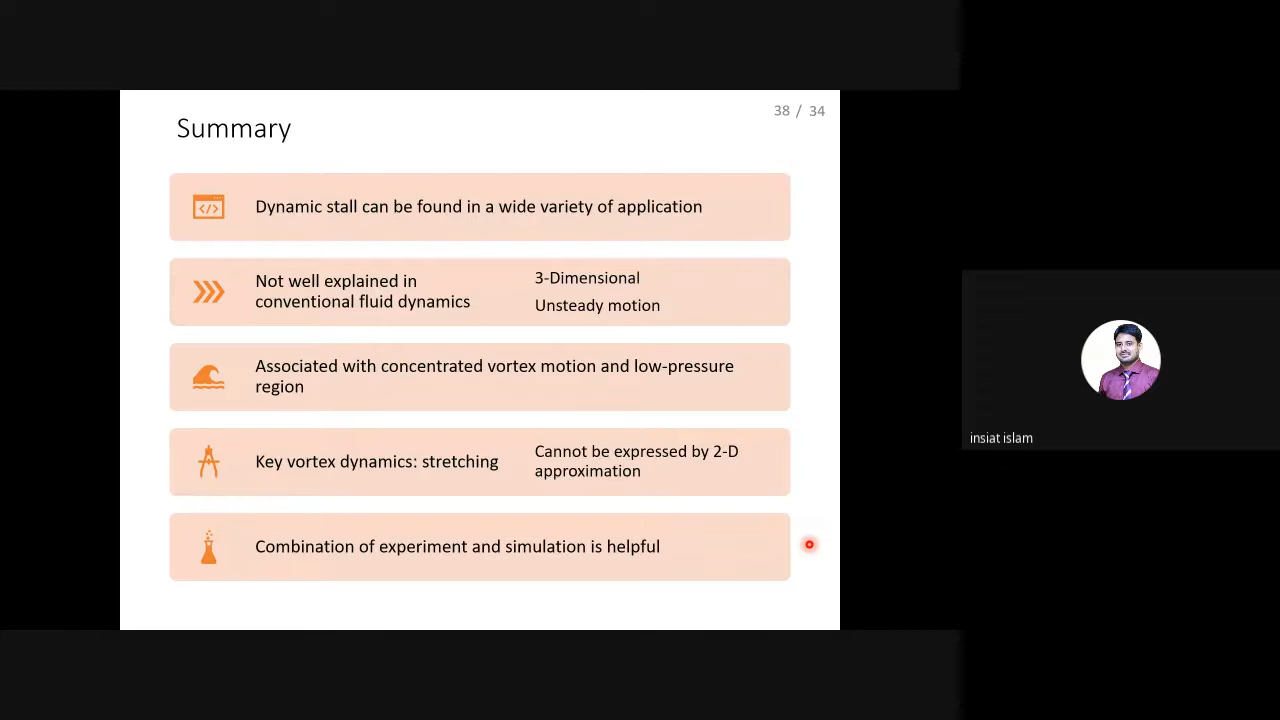 38 / 34
Summary
Dynamic stall can be found in a wide variety of application
Not well explained in
conventional fluid dynamics
3-Dimensional
Unsteady motion
Associated with concentrated vortex motion and low-pressure
region
Key vortex dynamics: stretching
Cannot be expressed by 2-D
approximation
Combination of experiment and simulation is helpful
insiat islam